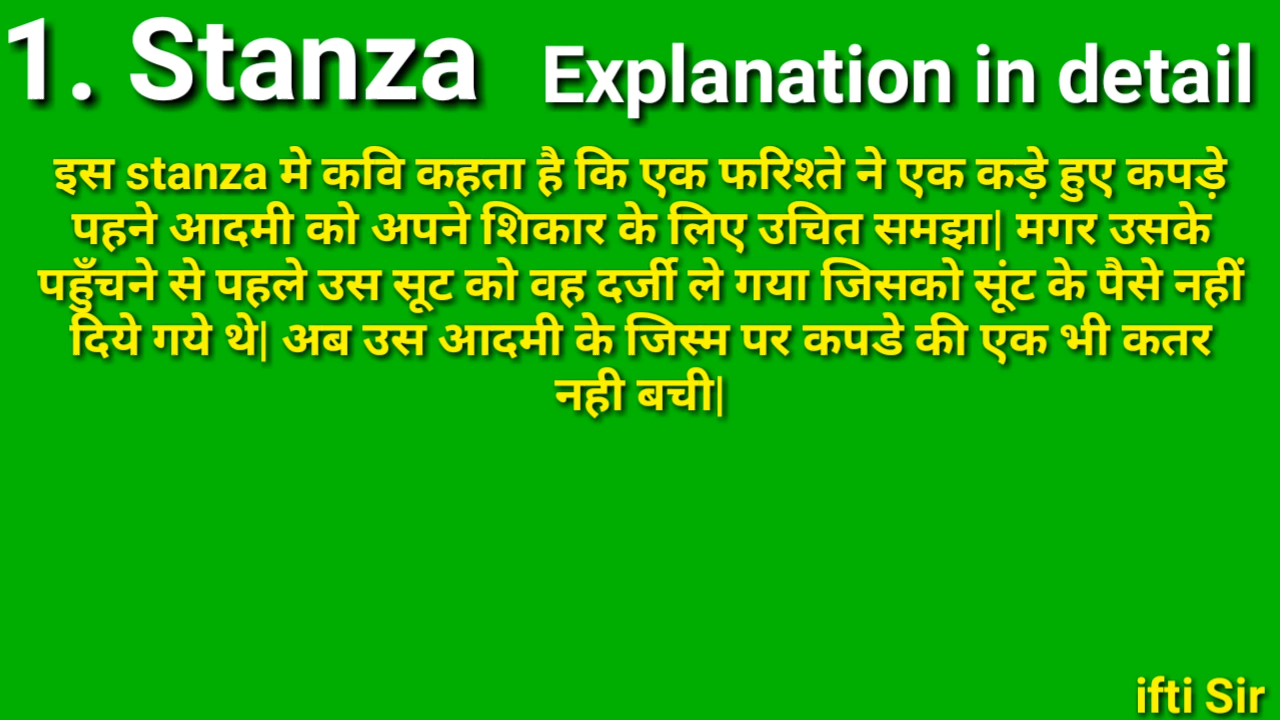 1. Stanza Explanation in detail
इस stanza मे कवि कहता है कि एक फरिश्ते ने एक कड़े हुए कपड़े
पहने आदमी को अपने शिकार के लिए उचित समझा| मगर उसके
पहुँचने से पहले उस सूट को वह दर्जी ले गया जिसको सूंट के पैसे नहीं
दिये गये थे| अब उस आदमी के जिस्म पर कपडे की एक भी कतर
नही बची|
ifti Sir